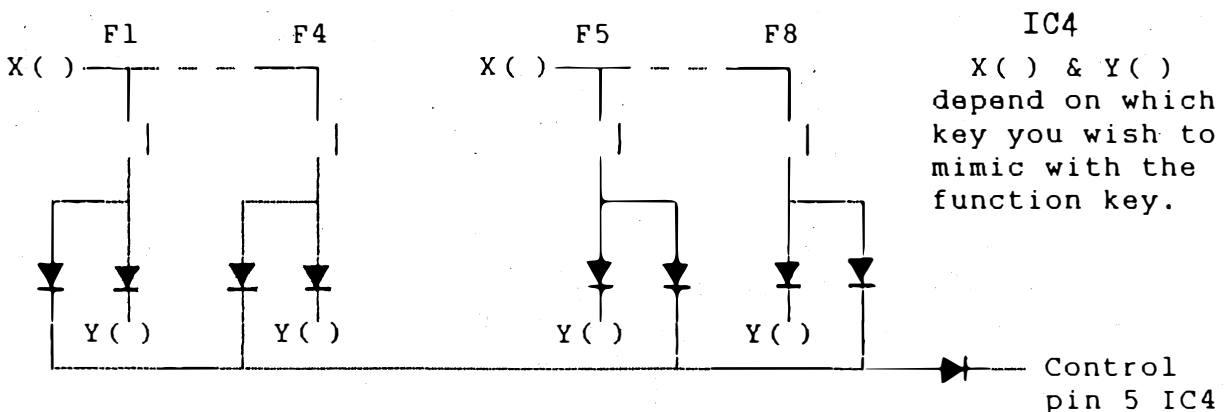 F1 F4 F5 F8 IC4
X( ) X( ) X( ) & Y( )
depend on which
key you wish to
mimic with the
function key.
Y( ) Y( ) Y( ) Y( )
Control
pin 5 IC4